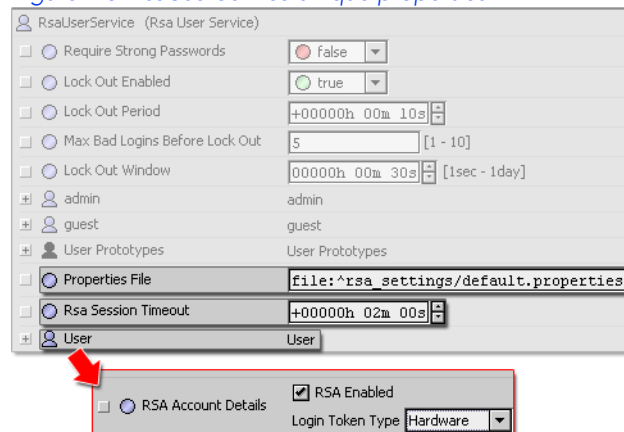 RsaUserService (Rsa User Service)
Require Strong Passwords false
Lock Out Enabled true
Lock Out Period +00000h 00m 10s
Max Bad Logins Before Lock Out 5 [1 - 10]
Lock Out Window 00000h 00m 30s [1sec - 1day]
admin admin
guest guest
User Prototypes User Prototypes
Properties File file:^rsa_settings/default.properties
Rsa Session Timeout +00000h 02m 00s
User User
RSA Account Details RSA Enabled
Login Token Type Hardware